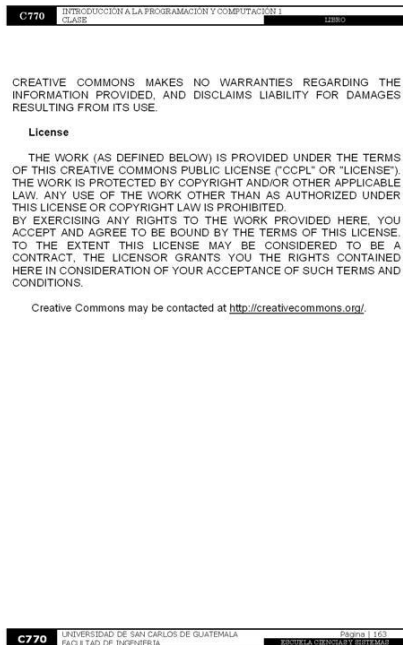 C770 INTRODUCCIÓN A LA PROGRAMACIÓN Y COMPUTACIÓN 1
CLASE LIBRO
CREATIVE COMMONS MAKES NO WARRANTIES REGARDING THE
INFORMATION PROVIDED, AND DISCLAIMS LIABILITY FOR DAMAGES
RESULTING FROM ITS USE.
License
THE WORK (AS DEFINED BELOW) IS PROVIDED UNDER THE TERMS
OF THIS CREATIVE COMMONS PUBLIC LICENSE ("CCPL" OR "LICENSE").
THE WORK IS PROTECTED BY COPYRIGHT AND/OR OTHER APPLICABLE
LAW. ANY USE OF THE WORK OTHER THAN AS AUTHORIZED UNDER
THIS LICENSE OR COPYRIGHT LAW IS PROHIBITED.
BY EXERCISING ANY RIGHTS TO THE WORK PROVIDED HERE, YOU
ACCEPT AND AGREE TO BE BOUND BY THE TERMS OF THIS LICENSE.
TO THE EXTENT THIS LICENSE MAY BE CONSIDERED TO BE A
CONTRACT, THE LICENSOR GRANTS YOU THE RIGHTS CONTAINED
HERE IN CONSIDERATION OF YOUR ACCEPTANCE OF SUCH TERMS AND
CONDITIONS.
Creative Commons may be contacted at http://creativecommons.org/.
C770 UNIVERSIDAD DE SAN CARLOS DE GUATEMALA Página | 163
FACULTAD DE INGENIERÍA ESCUELA CIENCIAS Y SISTEMAS